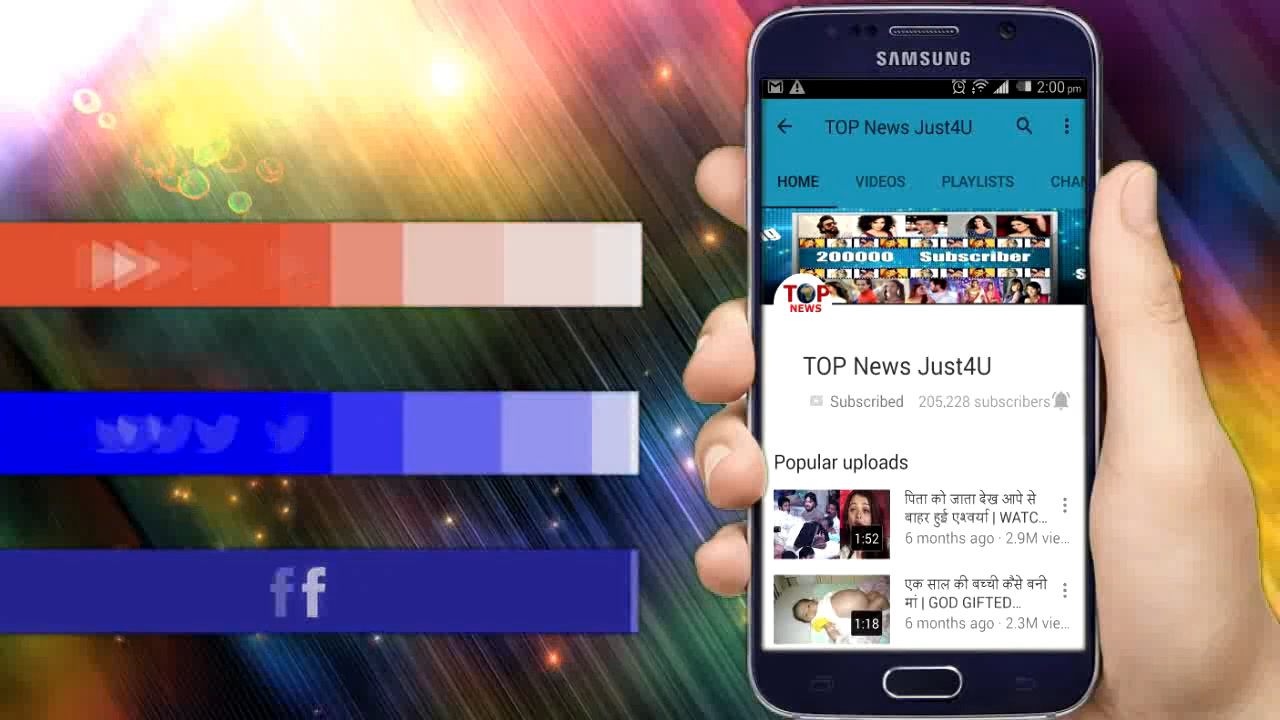 SAMSUNG
2:00 pm
TOP News Just4U
HOME VIDEOS PLAYLISTS CHAN
200000 Subscriber
TOP
NEWS
TOP News Just4U
Subscribed 205,228 subscribers
Popular uploads
पिता को जाता देख आपे से
बाहर हुई एश्वर्या | WATC...
6 months ago · 2.9M vie...
1:52
एक साल की बच्ची कैसे बनी
मां | GOD GIFTED...
6 months ago · 2.3M vie...
1:18